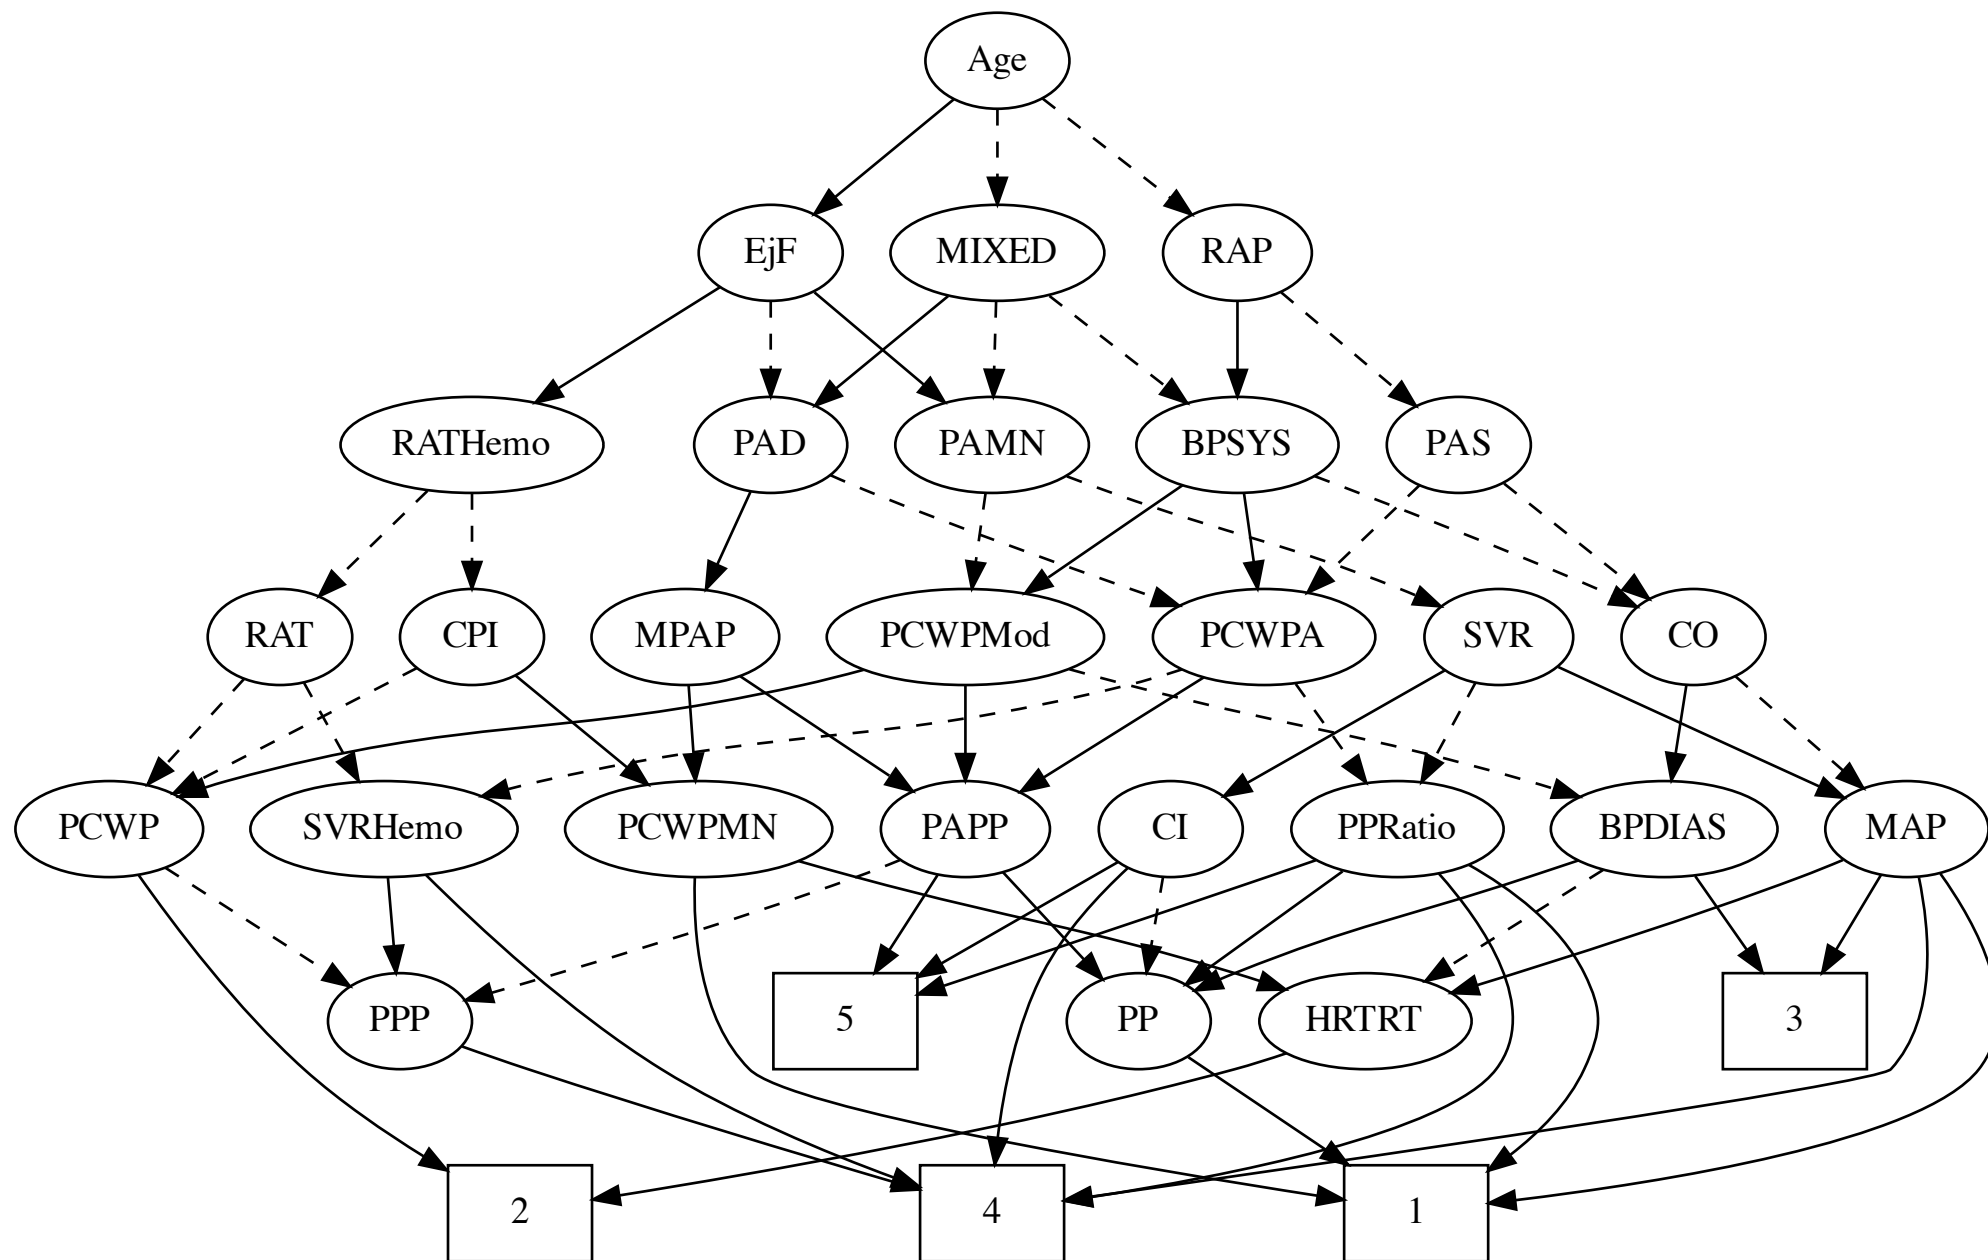 Age
EjF MIXED RAP
RATHemo PAD PAMN BPSYS PAS
RAT CPI MPAP PCWPMod PCWPA SVR CO
PCWP SVRHemo PCWPMN PAPP CI PPRatio BPDIAS MAP
PPP 5 PP HRTRT 3
2 4 1